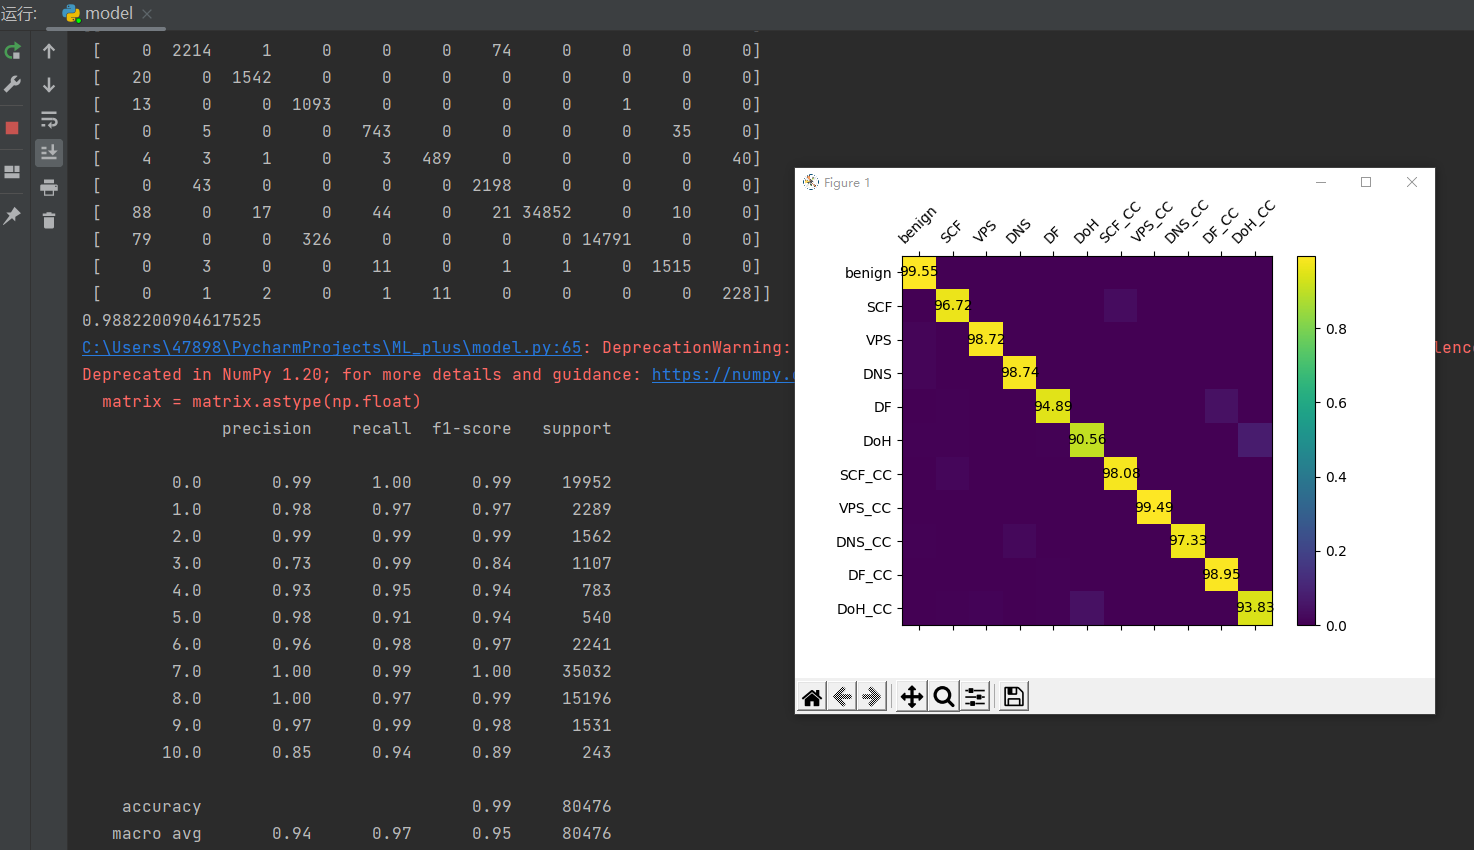 运行: model
[ 0 2214 1 0 0 0 74 0 0 0 0]
[ 20 0 1542 0 0 0 0 0 0 0 0]
[ 13 0 0 1093 0 0 0 0 1 0 0]
[ 0 5 0 0 743 0 0 0 0 35 0]
[ 4 3 1 0 3 489 0 0 0 0 40]
[ 0 43 0 0 0 0 2198 0 0 0 0]
[ 88 0 17 0 44 0 21 34852 0 10 0]
[ 79 0 0 326 0 0 0 0 14791 0 0]
[ 0 3 0 0 11 0 1 1 0 1515 0]
[ 0 1 2 0 1 11 0 0 0 0 228]]
0.9882200904617525
C:\Users\47898\PycharmProjects\ML_plus\model.py:65: DeprecationWarning:
Deprecated in NumPy 1.20; for more details and guidance: https://numpy.
matrix = matrix.astype(np.float)
precision recall f1-score support
0.0 0.99 1.00 0.99 19952
1.0 0.98 0.97 0.97 2289
2.0 0.99 0.99 0.99 1562
3.0 0.73 0.99 0.84 1107
4.0 0.93 0.95 0.94 783
5.0 0.98 0.91 0.94 540
6.0 0.96 0.98 0.97 2241
7.0 1.00 0.99 1.00 35032
8.0 1.00 0.97 0.99 15196
9.0 0.97 0.99 0.98 1531
10.0 0.85 0.94 0.89 243
accuracy 0.99 80476
macro avg 0.94 0.97 0.95 80476
Figure 1
benign SCF VPS DNS DF DoH SCF_CC VPS_CC DNS_CC DF_CC DoH_CC
benign 99.55
SCF 96.72
VPS 98.72
DNS 98.74
DF 94.89
DoH 90.56
SCF_CC 98.08
VPS_CC 99.49
DNS_CC 97.33
DF_CC 98.95
DoH_CC 93.83
0.8
0.6
0.4
0.2
0.0